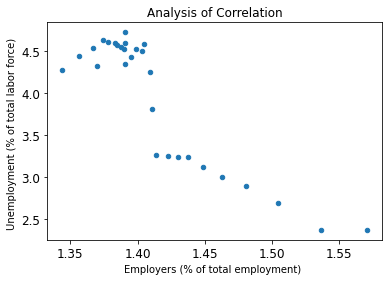 Analysis of Correlation
Unemployment (% of total labor force)
4.5
4.0
3.5
3.0
2.5
1.35 1.40 1.45 1.50 1.55
Employers (% of total employment)